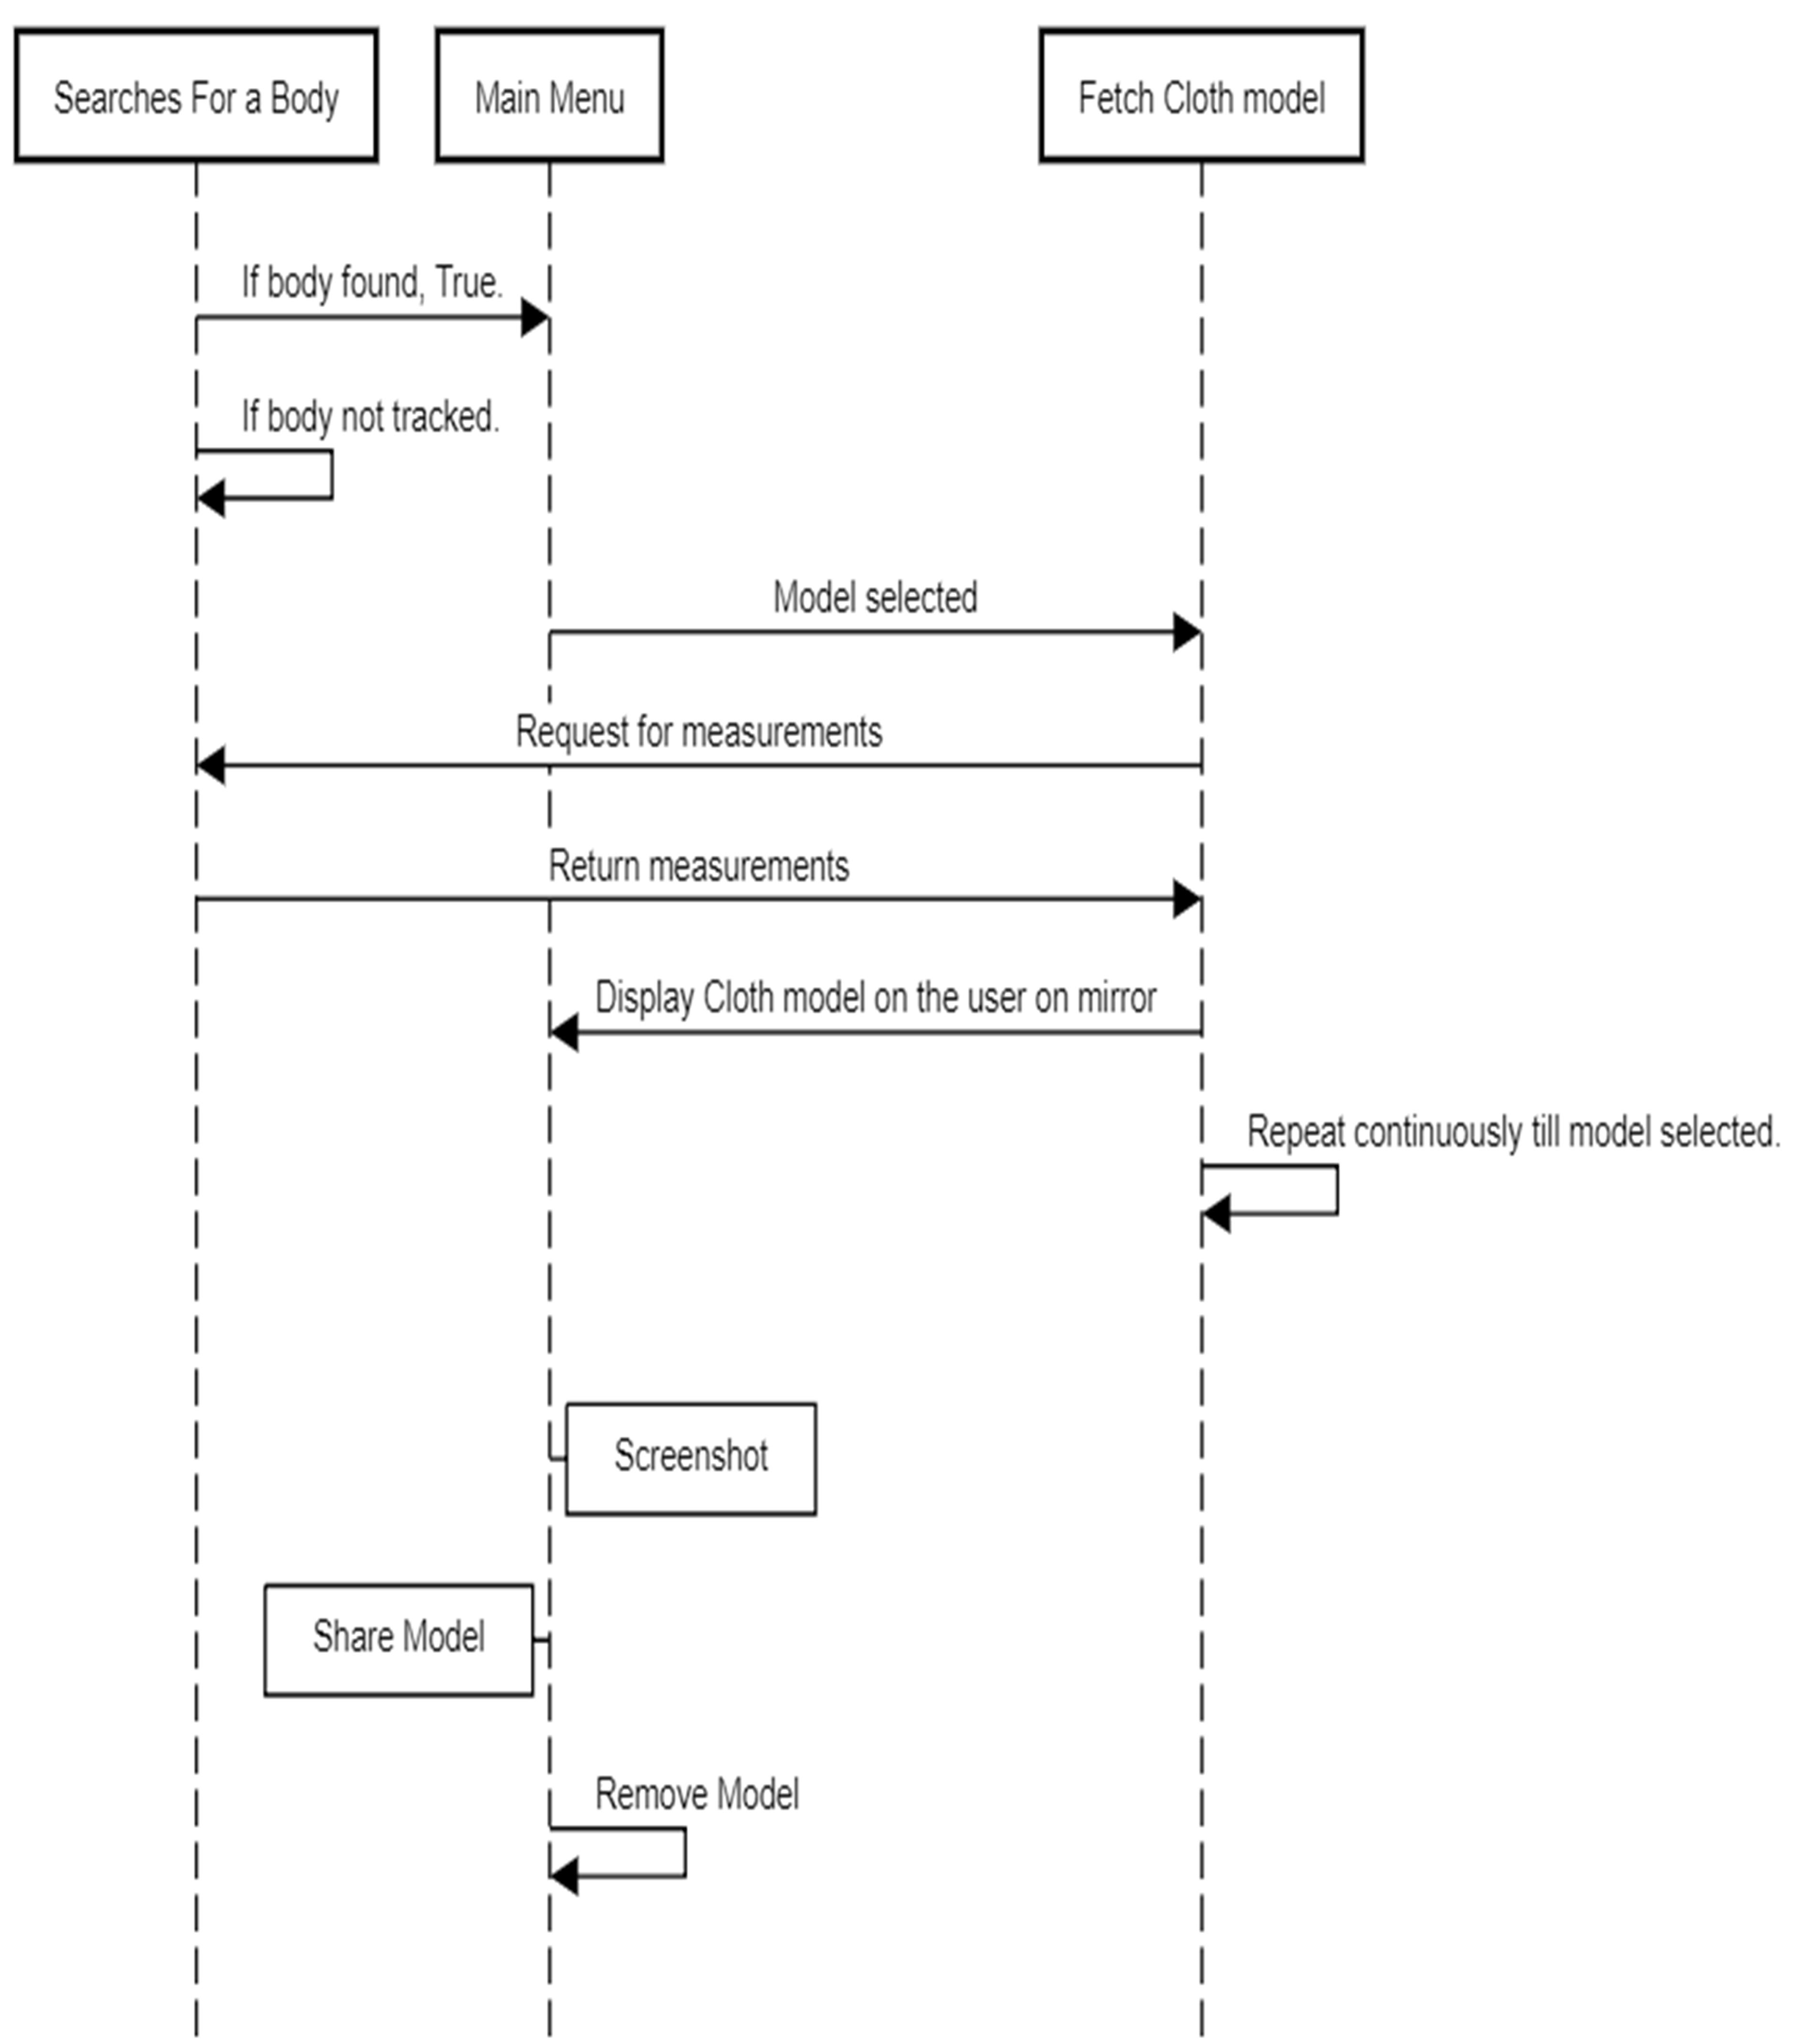 Searches For a Body
Main Menu
Fetch Cloth model
If body found, True.
If body not tracked.
Model selected
Request for measurements
Return measurements
Display Cloth model on the user on mirror
Repeat continuously till model selected.
Screenshot
Share Model
Remove Model